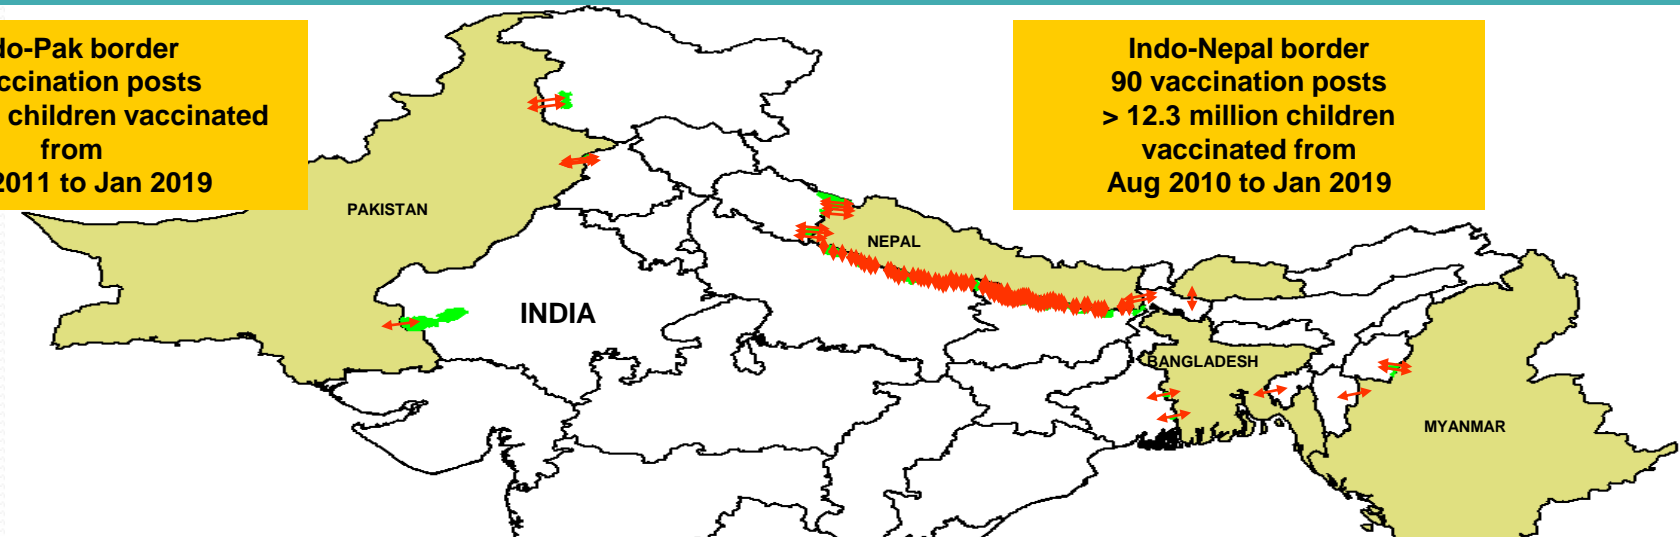 do-Pak border
ccination posts
children vaccinated
from
2011 to Jan 2019
Indo-Nepal border
90 vaccination posts
> 12.3 million children
vaccinated from
Aug 2010 to Jan 2019
PAKISTAN
NEPAL
INDIA
BANGLADESH
MYANMAR